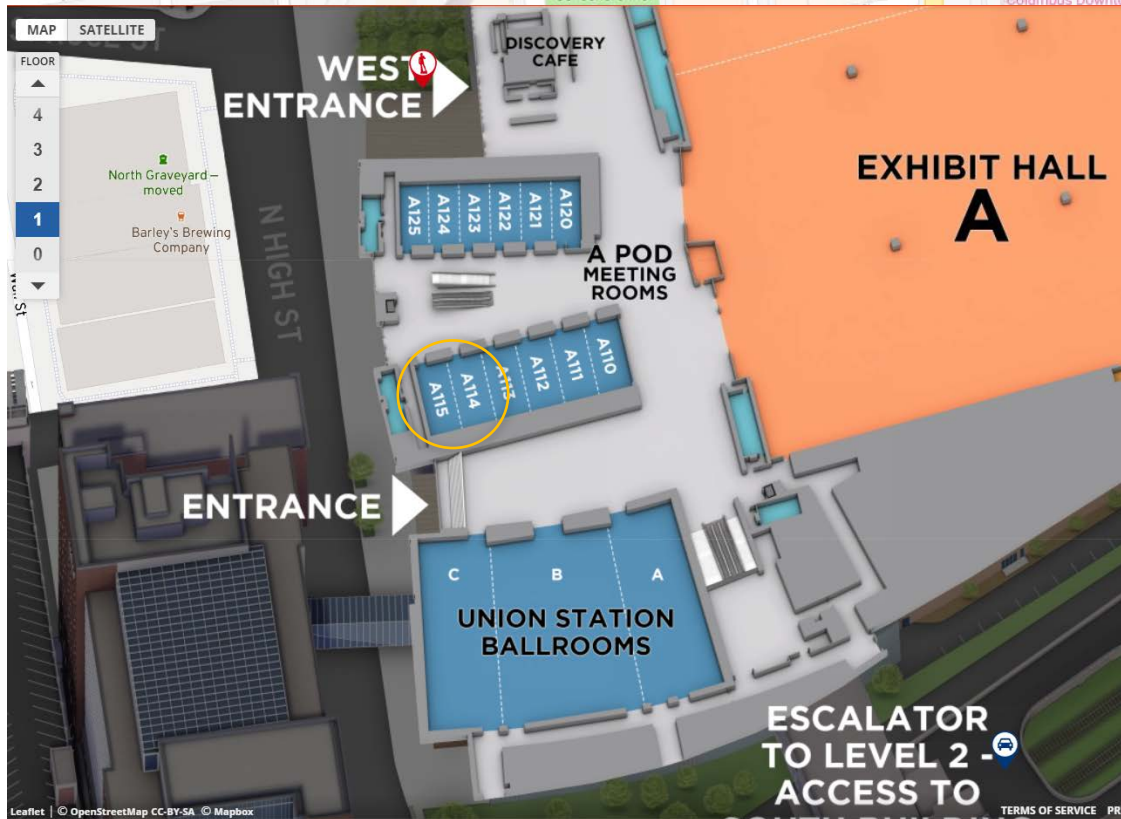 MAP
SATELLITE
FLOOR
4
3
2
1
0
North Graveyard –
moved
Barley's Brewing
Company
N HIGH ST
WEST
ENTRANCE
DISCOVERY
CAFE
EXHIBIT HALL
A
A125
A124
A123
A122
A121
A120
A POD
MEETING
ROOMS
A115
A114
A113
A112
A111
A110
ENTRANCE
C
B
A
UNION STATION
BALLROOMS
ESCALATOR
TO LEVEL 2 -
ACCESS TO
Leaflet | © OpenStreetMap CC-BY-SA © Mapbox
TERMS OF SERVICE